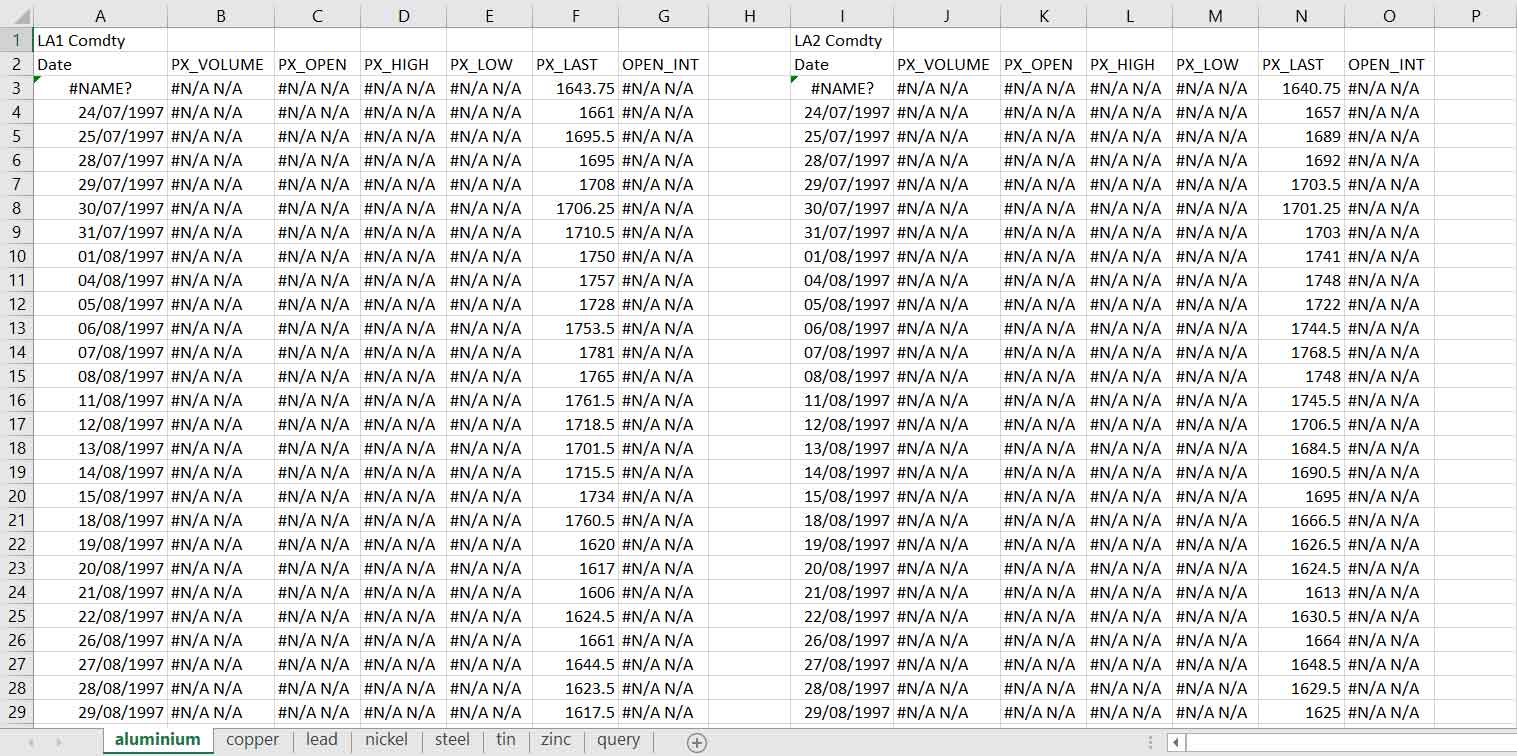 A B C D E F G H I J K L M N O P
1 LA1 Comdty LA2 Comdty
2 Date PX_VOLUME PX_OPEN PX_HIGH PX_LOW PX_LAST OPEN_INT Date PX_VOLUME PX_OPEN PX_HIGH PX_LOW PX_LAST OPEN_INT
3 #NAME? #N/A N/A #N/A N/A #N/A N/A #N/A N/A 1643.75 #N/A N/A #NAME? #N/A N/A #N/A N/A #N/A N/A #N/A N/A 1640.75 #N/A N/A
4 24/07/1997 #N/A N/A #N/A N/A #N/A N/A #N/A N/A 1661 #N/A N/A 24/07/1997 #N/A N/A #N/A N/A #N/A N/A #N/A N/A 1657 #N/A N/A
5 25/07/1997 #N/A N/A #N/A N/A #N/A N/A #N/A N/A 1695.5 #N/A N/A 25/07/1997 #N/A N/A #N/A N/A #N/A N/A #N/A N/A 1689 #N/A N/A
6 28/07/1997 #N/A N/A #N/A N/A #N/A N/A #N/A N/A 1695 #N/A N/A 28/07/1997 #N/A N/A #N/A N/A #N/A N/A #N/A N/A 1692 #N/A N/A
7 29/07/1997 #N/A N/A #N/A N/A #N/A N/A #N/A N/A 1708 #N/A N/A 29/07/1997 #N/A N/A #N/A N/A #N/A N/A #N/A N/A 1703.5 #N/A N/A
8 30/07/1997 #N/A N/A #N/A N/A #N/A N/A #N/A N/A 1706.25 #N/A N/A 30/07/1997 #N/A N/A #N/A N/A #N/A N/A #N/A N/A 1701.25 #N/A N/A
9 31/07/1997 #N/A N/A #N/A N/A #N/A N/A #N/A N/A 1710.5 #N/A N/A 31/07/1997 #N/A N/A #N/A N/A #N/A N/A #N/A N/A 1703 #N/A N/A
10 01/08/1997 #N/A N/A #N/A N/A #N/A N/A #N/A N/A 1750 #N/A N/A 01/08/1997 #N/A N/A #N/A N/A #N/A N/A #N/A N/A 1741 #N/A N/A
11 04/08/1997 #N/A N/A #N/A N/A #N/A N/A #N/A N/A 1757 #N/A N/A 04/08/1997 #N/A N/A #N/A N/A #N/A N/A #N/A N/A 1748 #N/A N/A
12 05/08/1997 #N/A N/A #N/A N/A #N/A N/A #N/A N/A 1728 #N/A N/A 05/08/1997 #N/A N/A #N/A N/A #N/A N/A #N/A N/A 1722 #N/A N/A
13 06/08/1997 #N/A N/A #N/A N/A #N/A N/A #N/A N/A 1753.5 #N/A N/A 06/08/1997 #N/A N/A #N/A N/A #N/A N/A #N/A N/A 1744.5 #N/A N/A
14 07/08/1997 #N/A N/A #N/A N/A #N/A N/A #N/A N/A 1781 #N/A N/A 07/08/1997 #N/A N/A #N/A N/A #N/A N/A #N/A N/A 1768.5 #N/A N/A
15 08/08/1997 #N/A N/A #N/A N/A #N/A N/A #N/A N/A 1765 #N/A N/A 08/08/1997 #N/A N/A #N/A N/A #N/A N/A #N/A N/A 1748 #N/A N/A
16 11/08/1997 #N/A N/A #N/A N/A #N/A N/A #N/A N/A 1761.5 #N/A N/A 11/08/1997 #N/A N/A #N/A N/A #N/A N/A #N/A N/A 1745.5 #N/A N/A
17 12/08/1997 #N/A N/A #N/A N/A #N/A N/A #N/A N/A 1718.5 #N/A N/A 12/08/1997 #N/A N/A #N/A N/A #N/A N/A #N/A N/A 1706.5 #N/A N/A
18 13/08/1997 #N/A N/A #N/A N/A #N/A N/A #N/A N/A 1701.5 #N/A N/A 13/08/1997 #N/A N/A #N/A N/A #N/A N/A #N/A N/A 1684.5 #N/A N/A
19 14/08/1997 #N/A N/A #N/A N/A #N/A N/A #N/A N/A 1715.5 #N/A N/A 14/08/1997 #N/A N/A #N/A N/A #N/A N/A #N/A N/A 1690.5 #N/A N/A
20 15/08/1997 #N/A N/A #N/A N/A #N/A N/A #N/A N/A 1734 #N/A N/A 15/08/1997 #N/A N/A #N/A N/A #N/A N/A #N/A N/A 1695 #N/A N/A
21 18/08/1997 #N/A N/A #N/A N/A #N/A N/A #N/A N/A 1760.5 #N/A N/A 18/08/1997 #N/A N/A #N/A N/A #N/A N/A #N/A N/A 1666.5 #N/A N/A
22 19/08/1997 #N/A N/A #N/A N/A #N/A N/A #N/A N/A 1620 #N/A N/A 19/08/1997 #N/A N/A #N/A N/A #N/A N/A #N/A N/A 1626.5 #N/A N/A
23 20/08/1997 #N/A N/A #N/A N/A #N/A N/A #N/A N/A 1617 #N/A N/A 20/08/1997 #N/A N/A #N/A N/A #N/A N/A #N/A N/A 1624.5 #N/A N/A
24 21/08/1997 #N/A N/A #N/A N/A #N/A N/A #N/A N/A 1606 #N/A N/A 21/08/1997 #N/A N/A #N/A N/A #N/A N/A #N/A N/A 1613 #N/A N/A
25 22/08/1997 #N/A N/A #N/A N/A #N/A N/A #N/A N/A 1624.5 #N/A N/A 22/08/1997 #N/A N/A #N/A N/A #N/A N/A #N/A N/A 1630.5 #N/A N/A
26 26/08/1997 #N/A N/A #N/A N/A #N/A N/A #N/A N/A 1661 #N/A N/A 26/08/1997 #N/A N/A #N/A N/A #N/A N/A #N/A N/A 1664 #N/A N/A
27 27/08/1997 #N/A N/A #N/A N/A #N/A N/A #N/A N/A 1644.5 #N/A N/A 27/08/1997 #N/A N/A #N/A N/A #N/A N/A #N/A N/A 1648.5 #N/A N/A
28 28/08/1997 #N/A N/A #N/A N/A #N/A N/A #N/A N/A 1623.5 #N/A N/A 28/08/1997 #N/A N/A #N/A N/A #N/A N/A #N/A N/A 1629.5 #N/A N/A
29 29/08/1997 #N/A N/A #N/A N/A #N/A N/A #N/A N/A 1617.5 #N/A N/A 29/08/1997 #N/A N/A #N/A N/A #N/A N/A #N/A N/A 1625 #N/A N/A
aluminium copper lead nickel steel tin zinc query